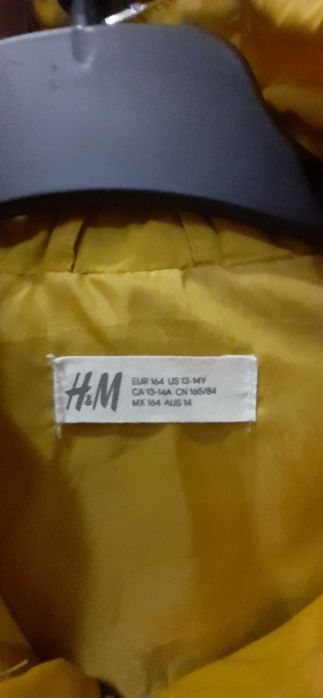 H&M
EUR 164 US 13-14Y
CA 13-14A CN 165/84
MX 164 AUS 14